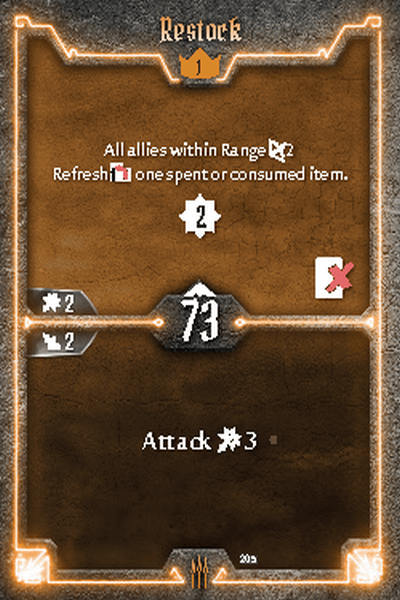 Restock
1
All allies within Range 2
Refresh one spent or consumed item.
2
2
73
2
Attack 3
205